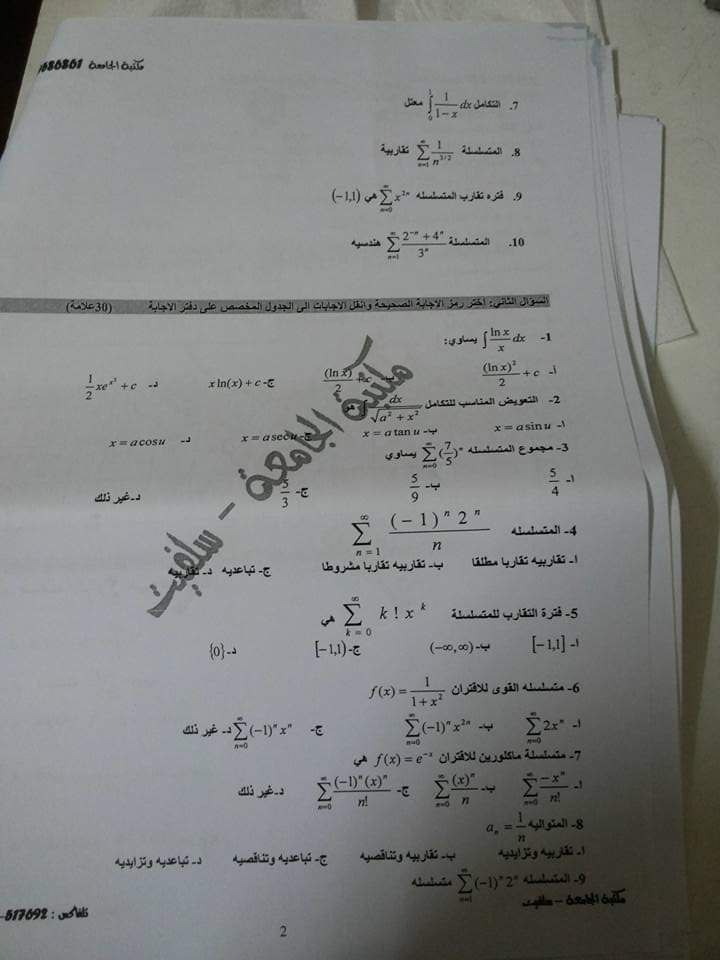 مكتبة الجامعة 686861
7. التكامل \int_0^1 \frac{1}{1-x} dx معتل
8. المتسلسلة \sum_{n=1}^{\infty} \frac{1}{n^{3/2}} تقاربية
9. فتره تقارب المتسلسله \sum_{n=0}^{\infty} x^{2n} هي (-1,1)
10. المتسلسلة \sum_{n=1}^{\infty} \frac{2^{-n} + 4^n}{3^n} هندسيه
السؤال الثاني: اختر رمز الاجابة الصحيحة وانقل الاجابات الى الجدول المخصص على دفتر الاجابة (30علامة)
1- \int \frac{\ln x}{x} dx يساوي:
أ- \frac{(\ln x)^2}{2} + c ب- \frac{(\ln x)}{2} + c ج- x\ln(x) + c د- \frac{1}{2} xe^{x^2} + c
2- التعويض المناسب للتكامل \int \frac{dx}{\sqrt{a^2 + x^2}} هو
ا- x = a sin u ب- x = a tan u ج- x = a sec u د- x = a cos u
3- مجموع المتسلسله \sum_{n=0}^{\infty} (\frac{7}{5})^n يساوي
ا- \frac{5}{4} ب- \frac{5}{9} ج- \frac{5}{3} د- غير ذلك
4- المتسلسله \sum_{n=1}^{\infty} \frac{(-1)^n 2^n}{n}
ا- تقاربيه تقاربا مطلقا ب- تقاربيه تقاربا مشروطا ج- تباعديه د- تقاربيه
5- فترة التقارب للمتسلسلة \sum_{k=0}^{\infty} k! x^k هي
ا- [-1,1] ب- (-∞,∞) ج- [-1,1) د- {0}
6- متسلسله القوى للاقتران f(x) = \frac{1}{1+x^2}
ا- \sum_{n=0}^{\infty} 2x^n ب- \sum_{n=0}^{\infty} (-1)^n x^{2n} ج- \sum_{n=0}^{\infty} (-1)^n x^n د- غير ذلك
7- متسلسلة ماكلورين للاقتران f(x) = e^{-x} هي
ا- \sum_{n=0}^{\infty} \frac{-x^n}{n!} ب- \sum_{n=0}^{\infty} \frac{(x)^n}{n} ج- \sum_{n=0}^{\infty} \frac{(-1)^n (x)^n}{n!} د- غير ذلك
8- المتواليه a_n = \frac{1}{n}
ا- تقاربيه وتزايديه ب- تقاربيه وتناقصيه ج- تباعديه وتناقصيه د- تباعديه وتزايديه
9- المتسلسله \sum_{n=1}^{\infty} (-1)^n 2^n متسلسله
مكتبة الجامعة - سلفيت
تلفاكس : 517692-
2
مكتبة الجامعة - سلفيت